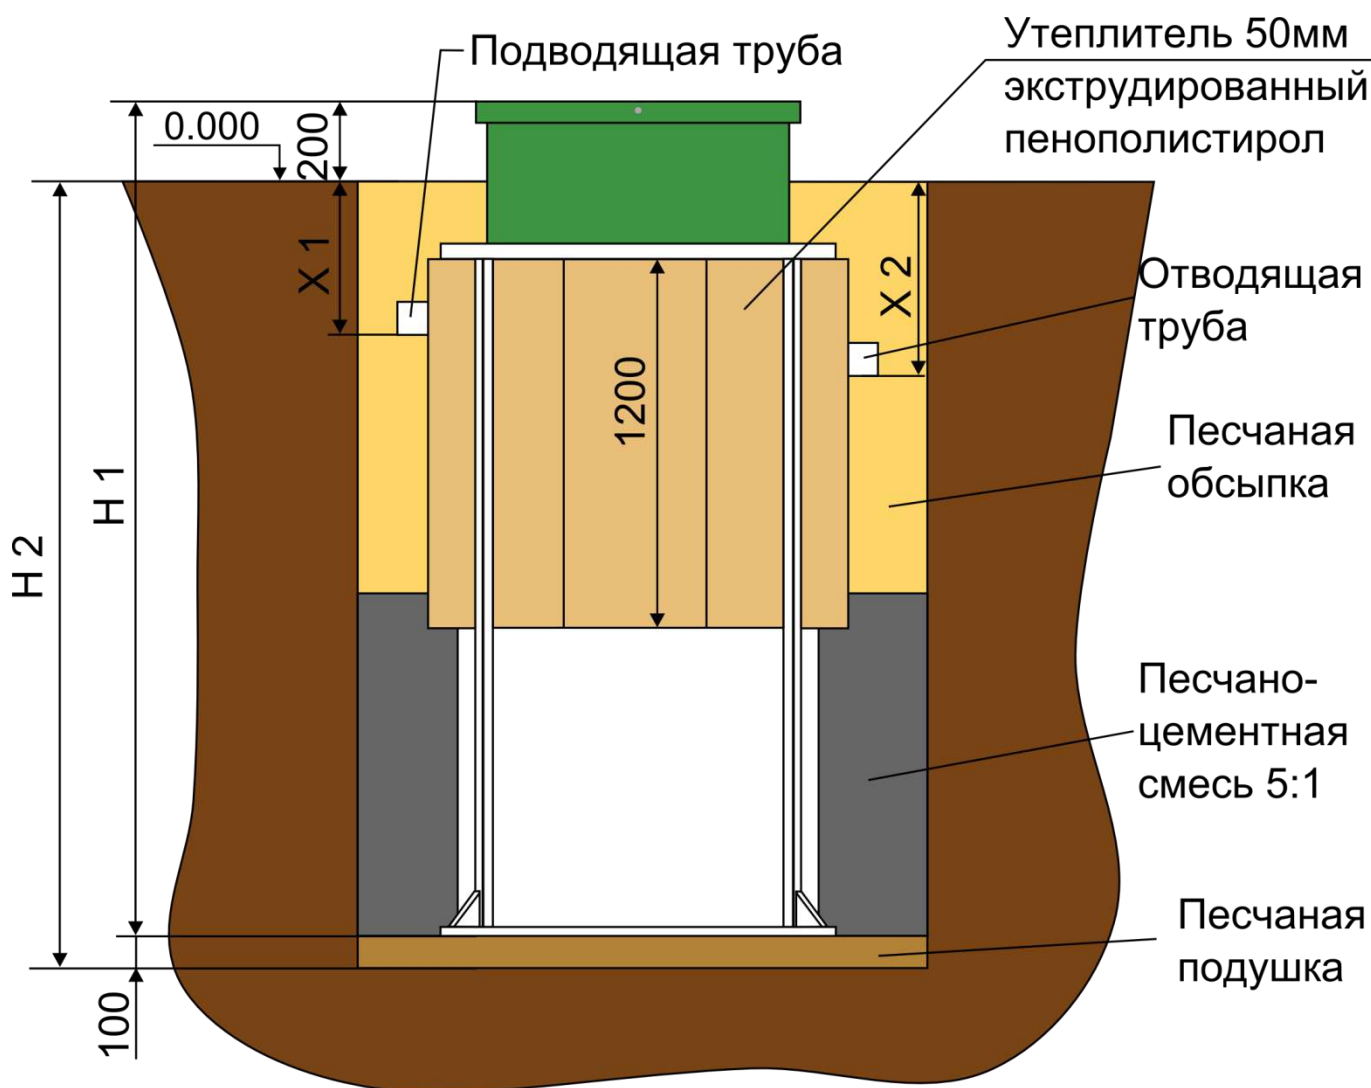 Подводящая труба
Утеплитель 50мм
экструдированный
пенополистирол
0.000
200
X 1
X 2
Отводящая
труба
1200
Песчаная
обсыпка
H 1
H 2
Песчано-
цементная
смесь 5:1
Песчаная
подушка
100